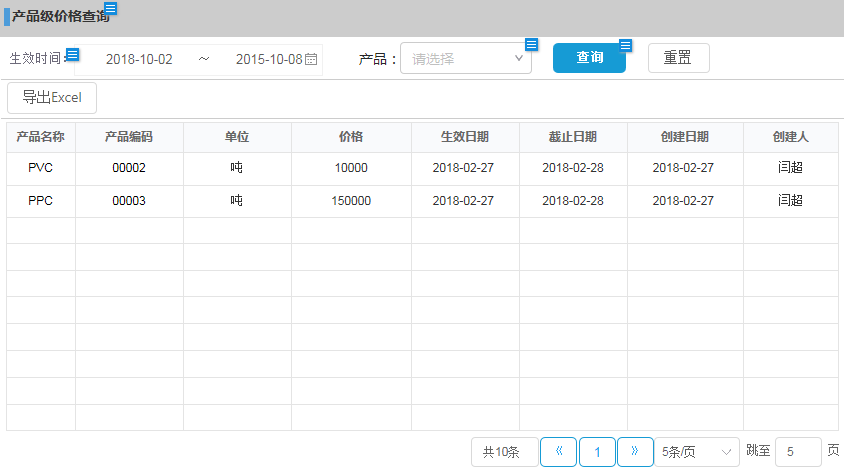 产品级价格查询
生效时间： 2018-10-02 ～ 2015-10-08 产品： 请选择 查询 重置
导出Excel
产品名称 产品编码 单位 价格 生效日期 截止日期 创建日期 创建人
PVC 00002 吨 10000 2018-02-27 2018-02-28 2018-02-27 闫超
PPC 00003 吨 150000 2018-02-27 2018-02-28 2018-02-27 闫超
共10条 《 1 》 5条/页 跳至 5 页